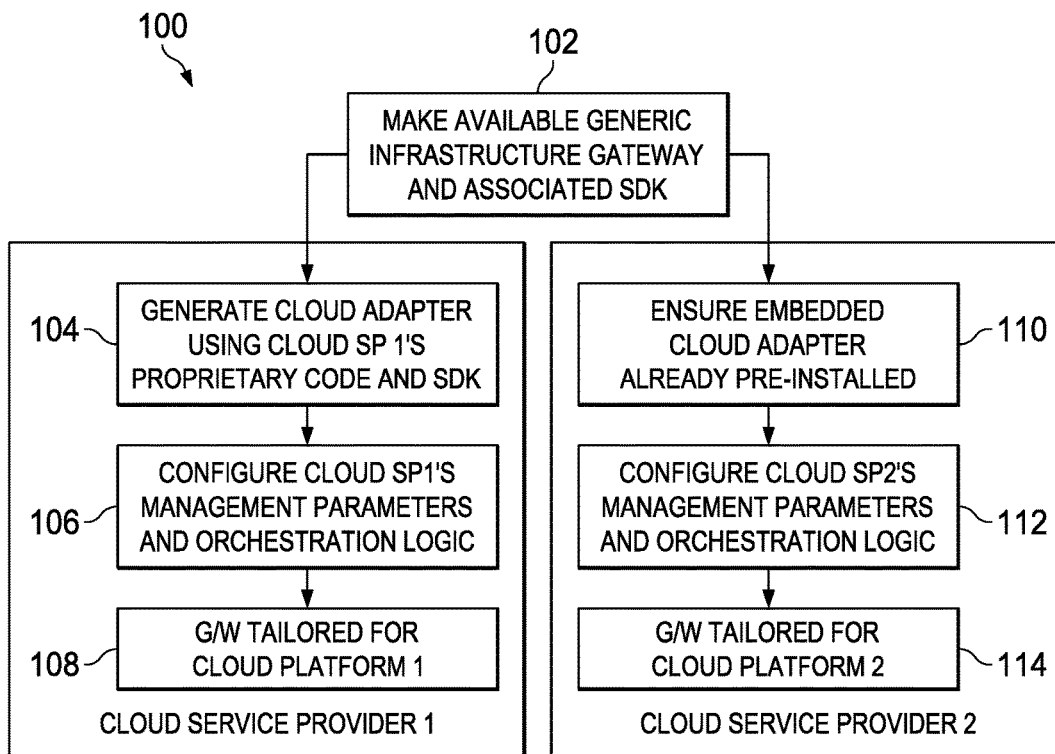 100
102
MAKE AVAILABLE GENERIC
INFRASTRUCTURE GATEWAY
AND ASSOCIATED SDK
104
GENERATE CLOUD ADAPTER
USING CLOUD SP 1'S
PROPRIETARY CODE AND SDK
106
CONFIGURE CLOUD SP1'S
MANAGEMENT PARAMETERS
AND ORCHESTRATION LOGIC
108
G/W TAILORED FOR
CLOUD PLATFORM 1
CLOUD SERVICE PROVIDER 1
ENSURE EMBEDDED
CLOUD ADAPTER
ALREADY PRE-INSTALLED
110
CONFIGURE CLOUD SP2'S
MANAGEMENT PARAMETERS
AND ORCHESTRATION LOGIC
112
G/W TAILORED FOR
CLOUD PLATFORM 2
114
CLOUD SERVICE PROVIDER 2